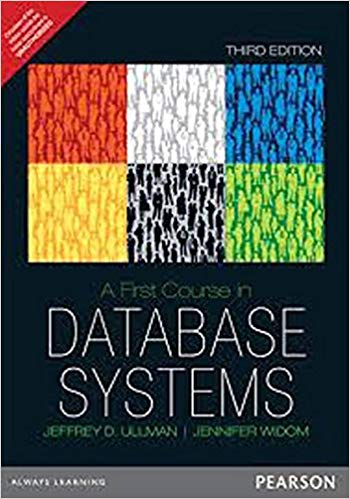 THIRD EDITION
A First Course in
DATABASE
SYSTEMS
JEFFREY D. ULLMAN | JENNIFER WIDOM
ALWAYS LEARNING
PEARSON